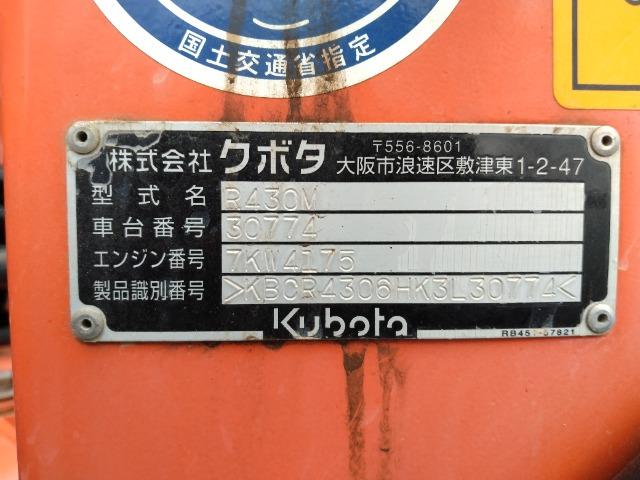 国土交通省指定
株式会社 クボタ
〒556-8601
大阪市浪速区敷津東1-2-47
型式名 R430M
車台番号 30774
エンジン番号 7KW4175
製品識別番号 >KBCR4306HK3L30774<
Kubota